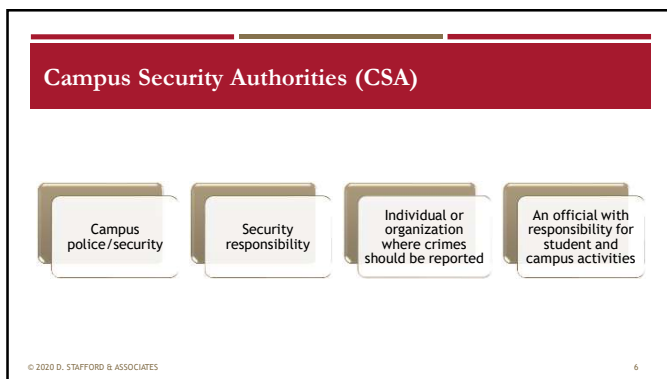 Campus Security Authorities (CSA)
Campus
police/security
Security
responsibility
Individual or
organization
where crimes
should be reported
An official with
responsibility for
student and
campus activities
© 2020 D. STAFFORD & ASSOCIATES
6